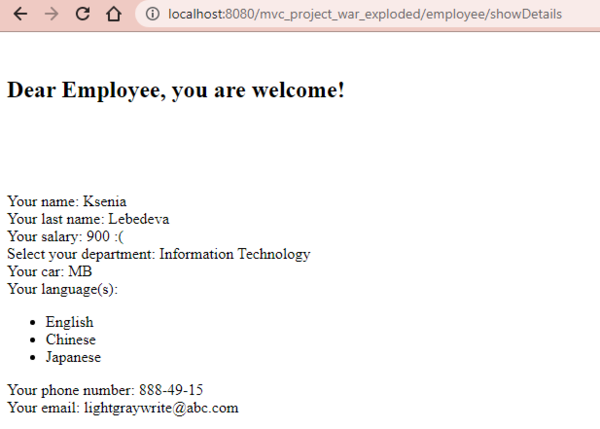 localhost:8080/mvc_project_war_exploded/employee/showDetails
Dear Employee, you are welcome!
Your name: Ksenia
Your last name: Lebedeva
Your salary: 900 :(
Select your department: Information Technology
Your car: MB
Your language(s):
English
Chinese
Japanese
Your phone number: 888-49-15
Your email: lightgraywrite@abc.com